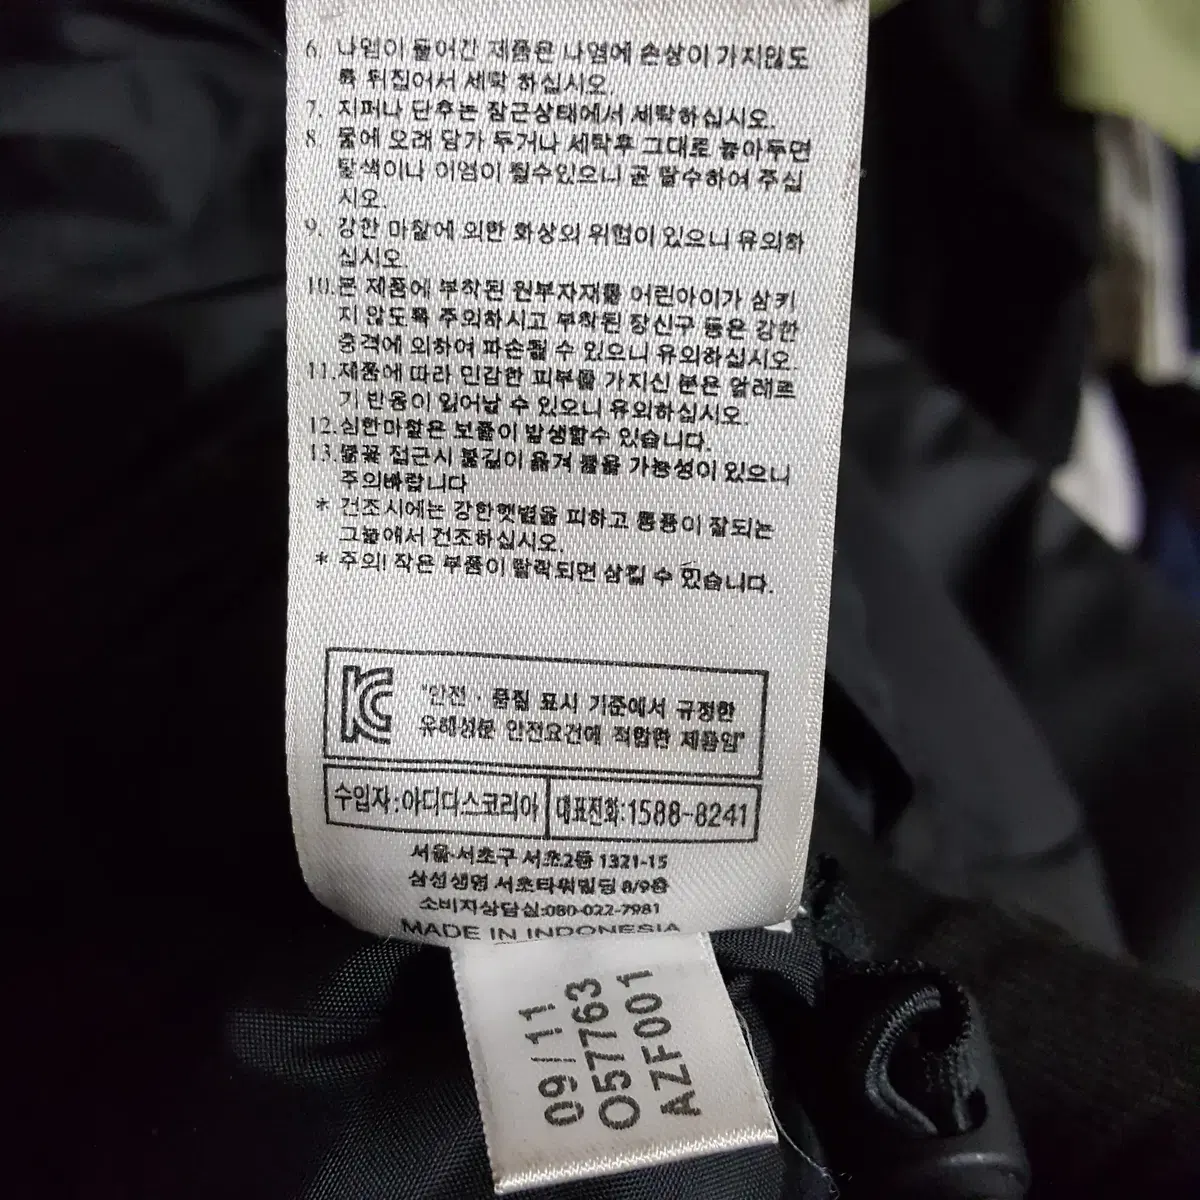 6. 나염이 들어간 제품은 나염에 손상이 가지않도
록 뒤집어서 세탁 하십시오.
7. 지퍼나 단추는 잠근상태에서 세탁하십시오.
8. 물에 오래 담가 두거나 세탁후 그대로 놓아두면
탈색이나 이염이 될수있으니 곧 탈수하여 주십
시오.
9. 강한 마찰에 의한 화상의 위험이 있으니 유의하
십시오.
10.본 제품에 부착된 원부자재를 어린아이가 삼키
지 않도록 주의하시고 부착된 장신구 등은 강한
충격에 의하여 파손될 수 있으니 유의하십시오.
11.제품에 따라 민감한 피부를 가지신 분은 알레르
기 반응이 일어날 수 있으니 유의하십시오.
12.심한마찰은 보풀이 발생할수 있습니다.
13.불꽃 접근시 불길이 옮겨 붙을 가능성이 있으니
주의바랍니다
* 건조시에는 강한햇볕을 피하고 통풍이 잘되는
그늘에서 건조하십시오.
* 주의! 작은 부품이 탈락되면 삼킬 수 있습니다.
KC
"안전 · 품질 표시 기준에서 규정한
유해성분 안전요건에 적합한 제품임"
수입자:아디다스코리아 대표전화:1588-8241
서울 서초구 서초2동 1321-15
삼성생명 서초타워빌딩 8/9층
소비자상담실:080-022-7981
MADE IN INDONESIA
09/11
O57763
AZF001